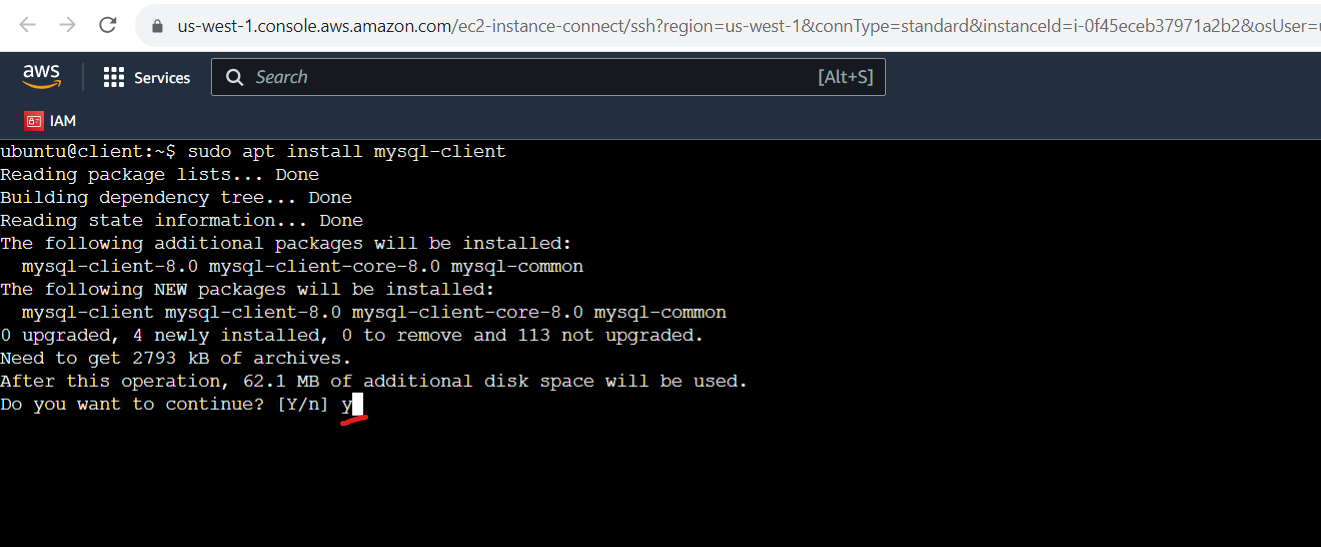 us-west-1.console.aws.amazon.com/ec2-instance-connect/ssh?region=us-west-1&connType=standard&instanceId=i-0f45eceb37971a2b2&osUser=
aws Services Search [Alt+S]
IAM
ubuntu@client:~$ sudo apt install mysql-client
Reading package lists... Done
Building dependency tree... Done
Reading state information... Done
The following additional packages will be installed:
  mysql-client-8.0 mysql-client-core-8.0 mysql-common
The following NEW packages will be installed:
  mysql-client mysql-client-8.0 mysql-client-core-8.0 mysql-common
0 upgraded, 4 newly installed, 0 to remove and 113 not upgraded.
Need to get 2793 kB of archives.
After this operation, 62.1 MB of additional disk space will be used.
Do you want to continue? [Y/n] y